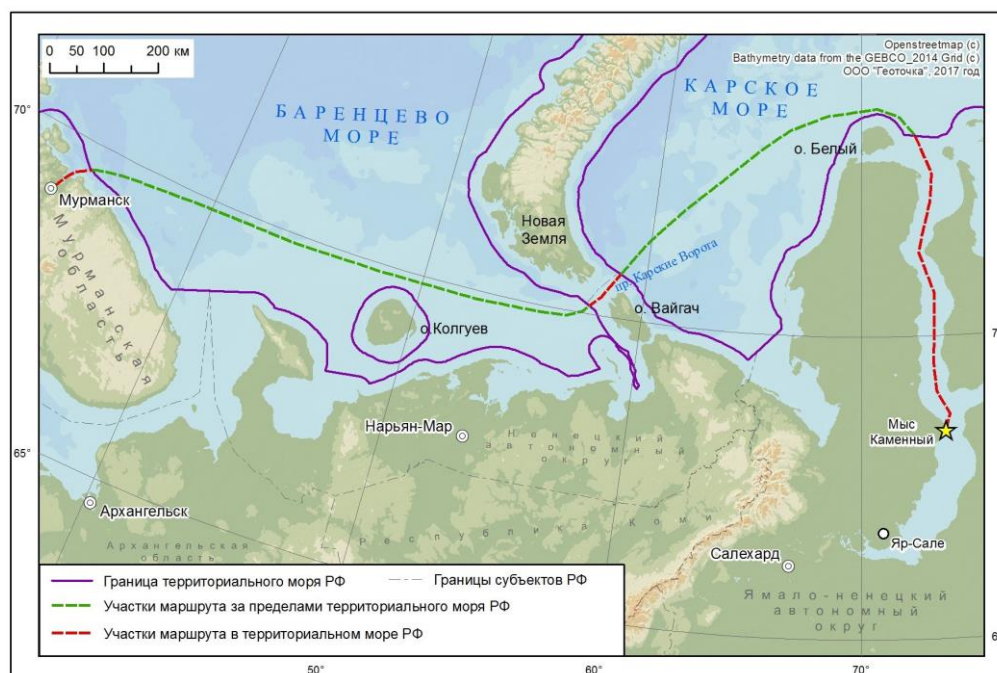 Openstreetmap (c)
Bathymetry data from the GEBCO_2014 Grid (c)
ООО "Геоточка", 2017 год
0 50 100 200 км
70°
БАРЕНЦЕВО
МОРЕ
КАРСКОЕ
МОРЕ
о. Белый
Мурманск
Мурманская
область
Новая
Земля
пр. Карские Ворота
о. Вайгач
о.Колгуев
7
Нарьян-Мар
Ненецкий
автономный
округ
Мыс
Каменный
65°
Архангельск
Архангельская
область
Республика Коми
Салехард
Яр-Сале
Ямало-ненецкий
автономный
округ
Граница территориального моря РФ
Границы субъектов РФ
Участки маршрута за пределами территориального моря РФ
Участки маршрута в территориальном море РФ
6
50°
60°
70°